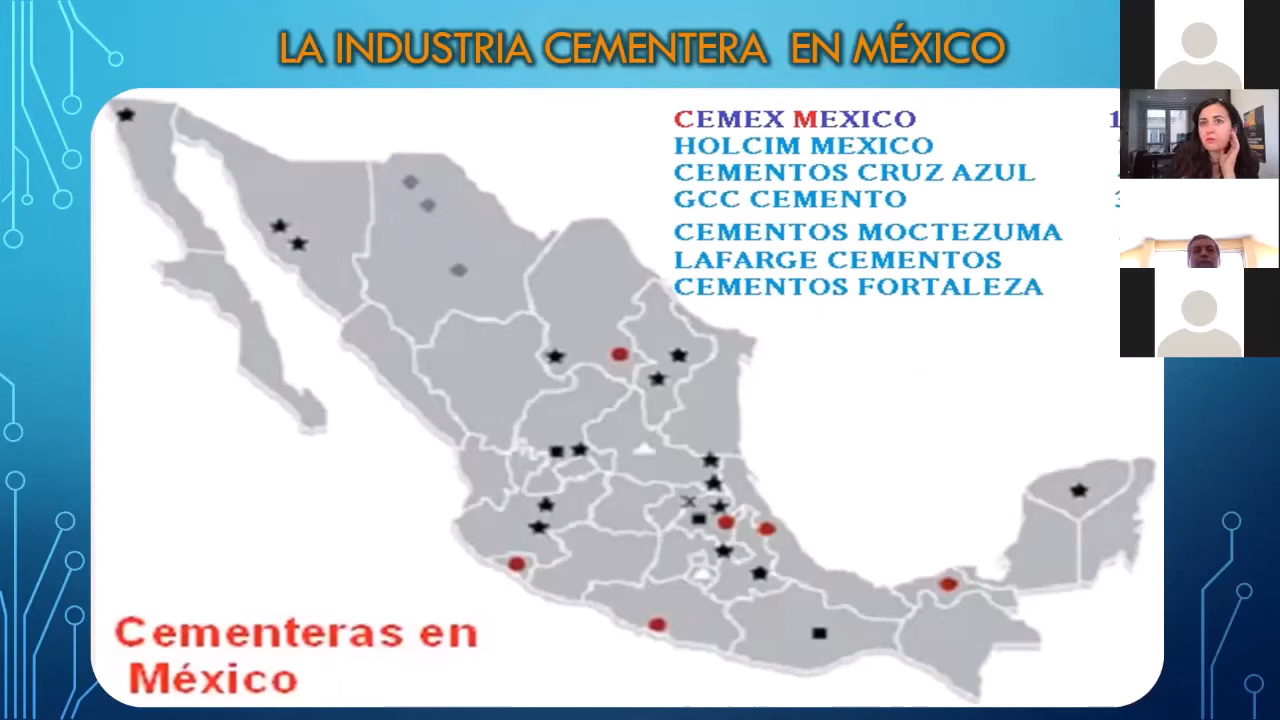 LA INDUSTRIA CEMENTERA EN MÉXICO
CEMEX MEXICO 1
HOLCIM MEXICO
CEMENTOS CRUZ AZUL
GCC CEMENTO
CEMENTOS MOCTEZUMA
LAFARGE CEMENTOS
CEMENTOS FORTALEZA
Cementeras en
México